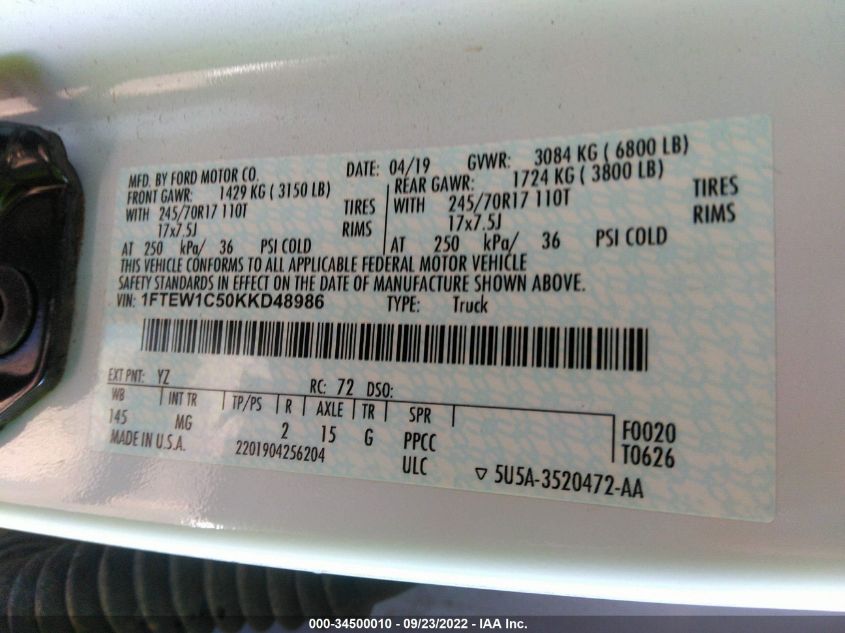 MFD. BY FORD MOTOR CO. DATE: 04/19 GVWR: 3084 KG ( 6800 LB)
FRONT GAWR: 1429 KG ( 3150 LB) REAR GAWR: 1724 KG ( 3800 LB)
WITH 245/70R17 110T TIRES WITH 245/70R17 110T TIRES
17x7.5J RIMS 17x7.5J RIMS
AT 250 kPa/ 36 PSI COLD AT 250 kPa/ 36 PSI COLD
THIS VEHICLE CONFORMS TO ALL APPLICABLE FEDERAL MOTOR VEHICLE
SAFETY STANDARDS IN EFFECT ON THE DATE OF MANUFACTURE SHOWN ABOVE.
VIN: 1FTEW1C50KKD48986 TYPE: Truck
EXT PNT: YZ RC: 72 DSO:
WB INT TR TP/PS R AXLE TR SPR
145 MG 2 15 G PPCC F0020
MADE IN U.S.A. 2201904256204 ULC T0626
▽ 5U5A-3520472-AA
000-34500010 - 09/23/2022 - IAA Inc.